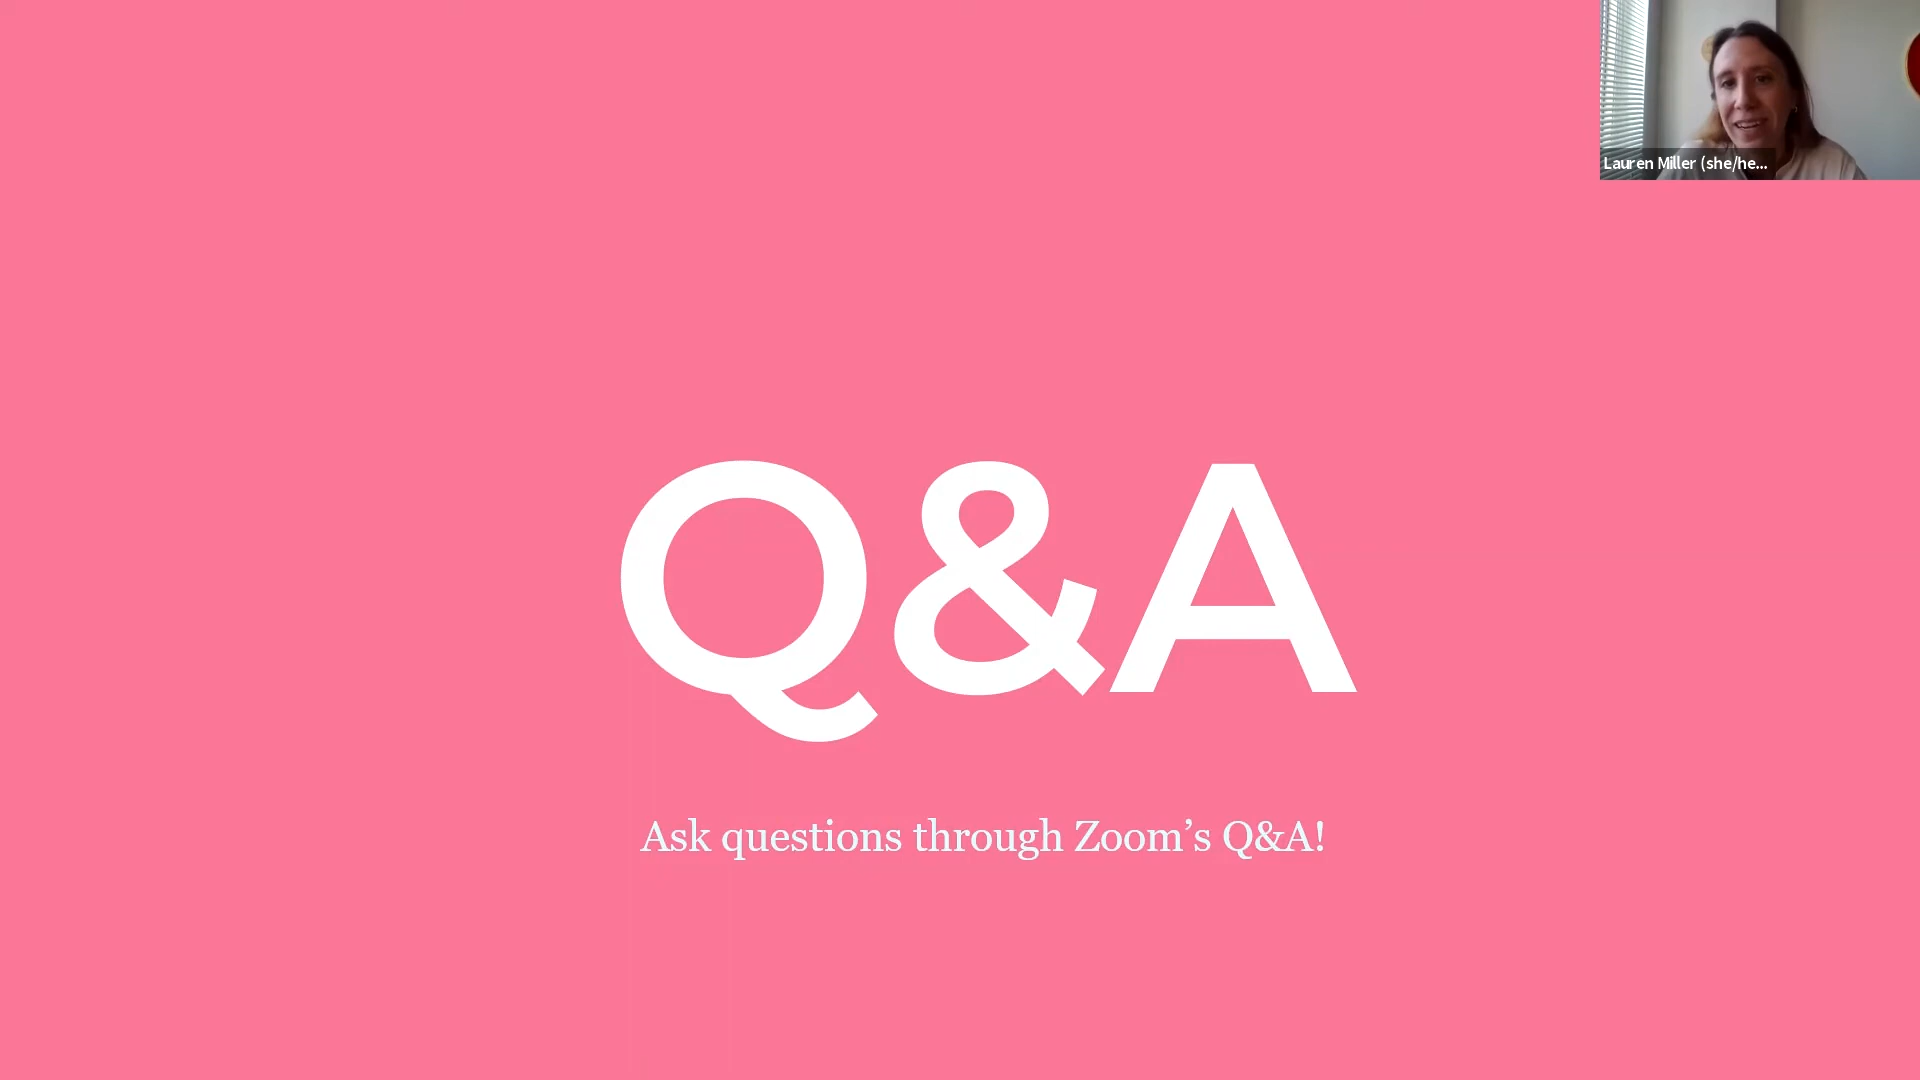 Lauren Miller (she/he...
Q&A
Ask questions through Zoom’s Q&A!